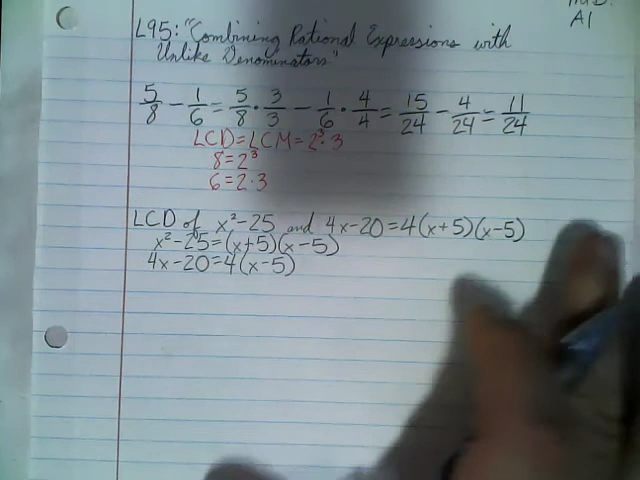 A1
L95: "Combining Rational Expressions with
Unlike Denominators"
5/8 - 1/6 = 5/8 · 3/3 - 1/6 · 4/4 = 15/24 - 4/24 = 11/24
LCD = LCM = 2³ · 3
8 = 2³
6 = 2 · 3
LCD of x² - 25 and 4x - 20 = 4(x + 5)(x - 5)
x² - 25 = (x + 5)(x - 5)
4x - 20 = 4(x - 5)